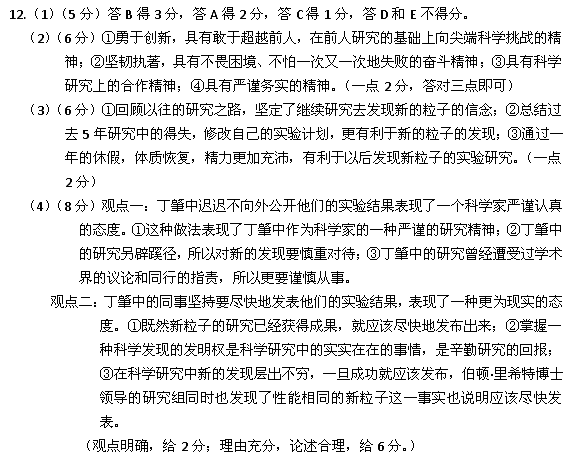 12.（1）（5 分）答 B 得 3 分，答 A 得 2 分，答 C 得 1 分，答 D 和 E 不得分。
（2）（6 分）①勇于创新，具有敢于超越前人，在前人研究的基础上向尖端科学挑战的精
神；②坚韧执著，具有不畏困境、不怕一次又一次地失败的奋斗精神；③具有科学
研究上的合作精神；④具有严谨务实的精神。（一点 2 分，答对三点即可）
（3）（6 分）①回顾以往的研究之路，坚定了继续研究去发现新的粒子的信念；②总结过
去 5 年研究中的得失，修改自己的实验计划，更有利于新的粒子的发现；③通过一
年的休假，体质恢复，精力更加充沛，有利于以后发现新粒子的实验研究。（一点
2 分）
（4）（8 分）观点一：丁肇中迟迟不向外公开他们的实验结果表现了一个科学家严谨认真
的态度。①这种做法表现了丁肇中作为科学家的一种严谨的研究精神；②丁肇中
的研究另辟蹊径，所以对新的发现要慎重对待；③丁肇中的研究曾经遭受过学术
界的议论和同行的指责，所以更要谨慎从事。
观点二：丁肇中的同事坚持要尽快地发表他们的实验结果，表现了一种更为现实的态
度。①既然新粒子的研究已经获得成果，就应该尽快地发布出来；②掌握一
种科学发现的发明权是科学研究中的实实在在的事情，是辛勤研究的回报；
③在科学研究中新的发现层出不穷，一旦成功就应该发布，伯顿·里希特博士
领导的研究组同时也发现了性能相同的新粒子这一事实也说明应该尽快发
表。
（观点明确，给 2 分；理由充分，论述合理，给 6 分。）